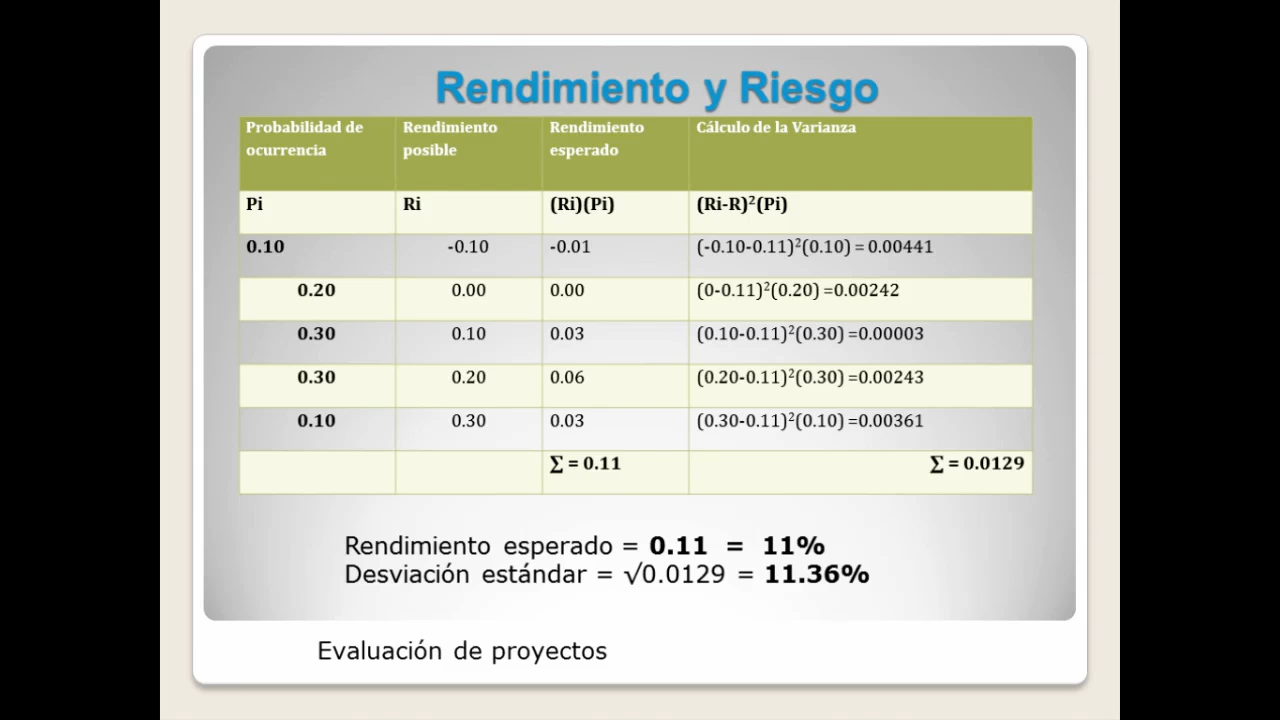 Rendimiento y Riesgo
Probabilidad de ocurrencia Rendimiento posible Rendimiento esperado Cálculo de la Varianza
Pi Ri (Ri)(Pi) (Ri-R)²(Pi)
0.10 -0.10 -0.01 (-0.10-0.11)²(0.10) = 0.00441
0.20 0.00 0.00 (0-0.11)²(0.20) =0.00242
0.30 0.10 0.03 (0.10-0.11)²(0.30) =0.00003
0.30 0.20 0.06 (0.20-0.11)²(0.30) =0.00243
0.10 0.30 0.03 (0.30-0.11)²(0.10) =0.00361
∑ = 0.11 ∑ = 0.0129
Rendimiento esperado = 0.11 = 11%
Desviación estándar = √0.0129 = 11.36%
Evaluación de proyectos